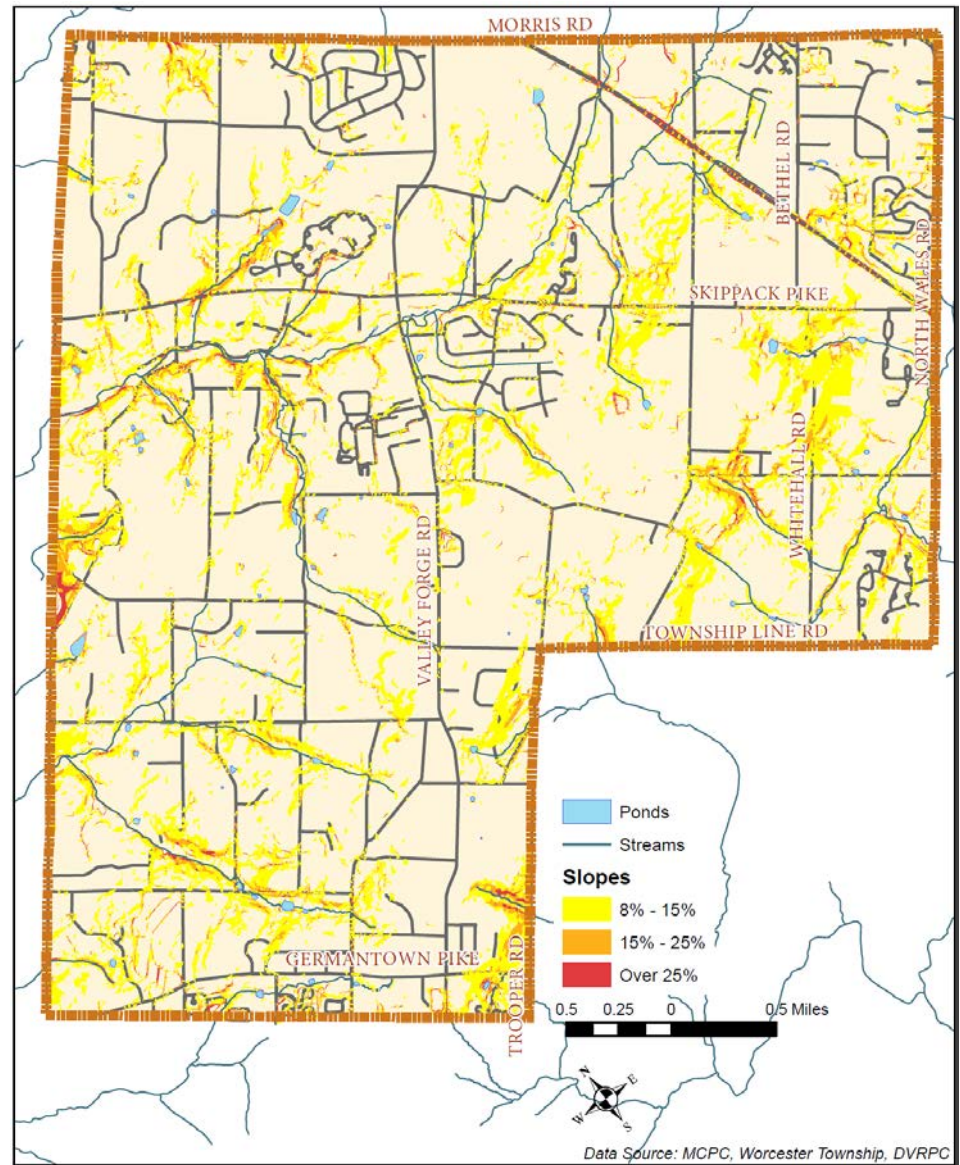 MORRIS RD
BETHEL RD
NORTH WALES RD
SKIPPACK PIKE
WHITEHALL RD
VALLEY FORGE RD
TOWNSHIP LINE RD
Ponds
Streams
Slopes
8% - 15%
15% - 25%
Over 25%
GERMANTOWN PIKE
TROOPER RD
0.5 0.25 0 0.5 Miles
N
E
W
S
Data Source: MCPC, Worcester Township, DVRPC